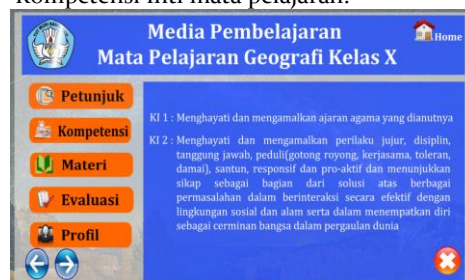 Kompetensi inti mata pelajaran.
Media Pembelajaran
Mata Pelajaran Geografi Kelas X
Home
Petunjuk
Kompetensi
Materi
Evaluasi
Profil
KI 1 : Menghayati dan mengamalkan ajaran agama yang dianutnya
KI 2 : Menghayati dan mengamalkan perilaku jujur, disiplin,
tanggung jawab, peduli(gotong royong, kerjasama, toleran,
damai), santun, responsif dan pro-aktif dan menunjukkan
sikap sebagai bagian dari solusi atas berbagai
permasalahan dalam berinteraksi secara efektif dengan
lingkungan sosial dan alam serta dalam menempatkan diri
sebagai cerminan bangsa dalam pergaulan dunia